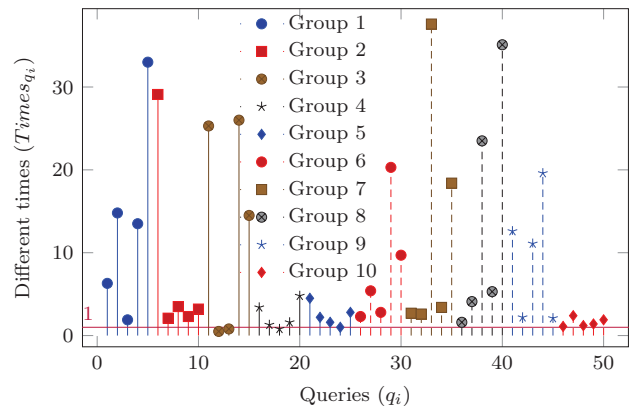 Different times (Times_{q_i})
30
20
10
0
1
Group 1
Group 2
Group 3
Group 4
Group 5
Group 6
Group 7
Group 8
Group 9
Group 10
0 10 20 30 40 50
Queries (q_i)